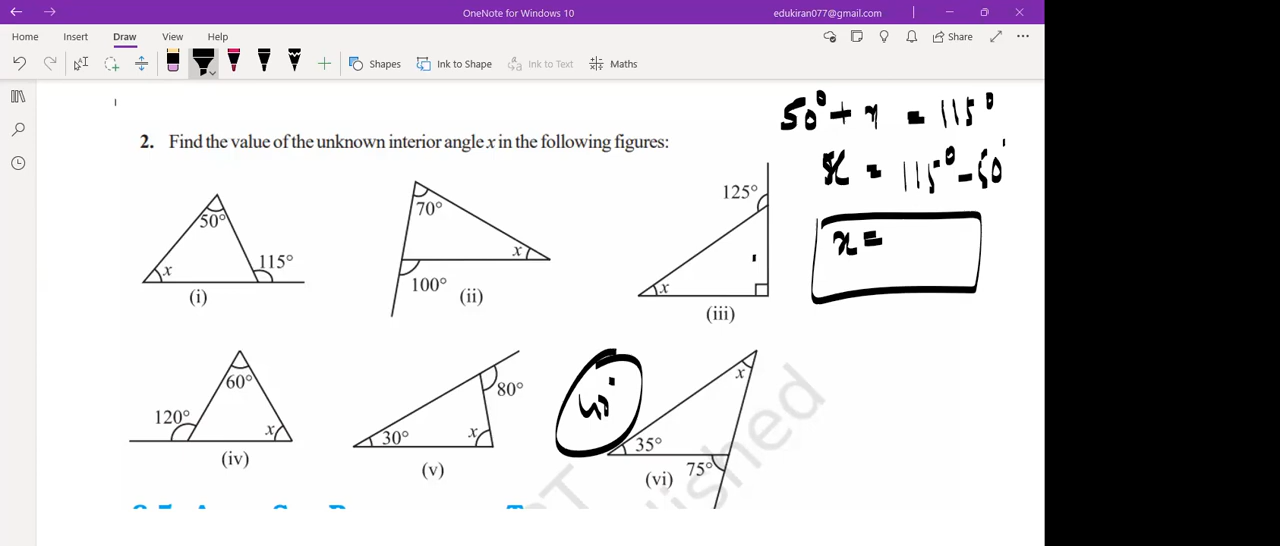 OneNote for Windows 10
edukiran077@gmail.com
Home Insert Draw View Help
Share
Shapes Ink to Shape Ink to Text Maths
2. Find the value of the unknown interior angle x in the following figures:
50° + x = 115°
x = 115° - 50°
x =
50°
x
115°
(i)
70°
x
100°
(ii)
125°
x
(iii)
60°
120°
x
(iv)
80°
30°
x
(v)
x
35°
75°
(vi)